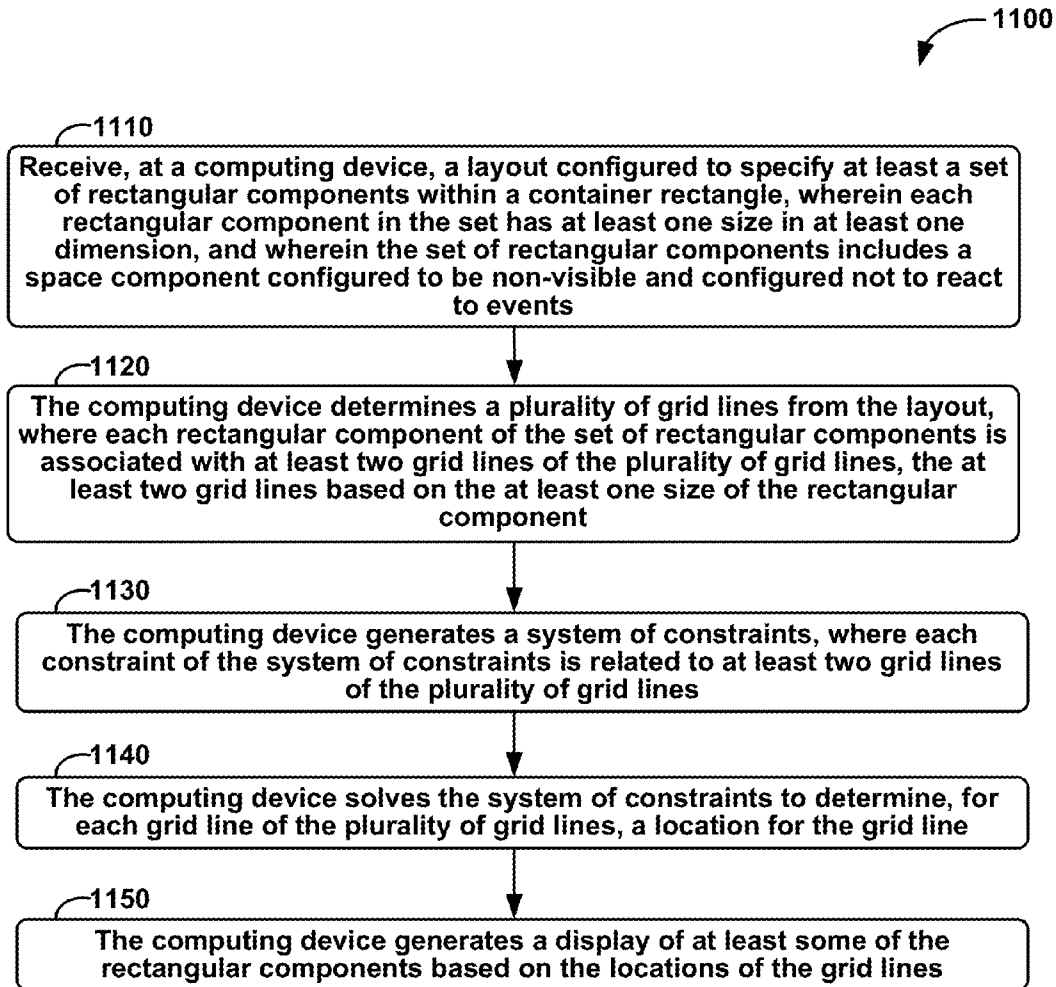 1100
1110
Receive, at a computing device, a layout configured to specify at least a set
of rectangular components within a container rectangle, wherein each
rectangular component in the set has at least one size in at least one
dimension, and wherein the set of rectangular components includes a
space component configured to be non-visible and configured not to react
to events
1120
The computing device determines a plurality of grid lines from the layout,
where each rectangular component of the set of rectangular components is
associated with at least two grid lines of the plurality of grid lines, the at
least two grid lines based on the at least one size of the rectangular
component
1130
The computing device generates a system of constraints, where each
constraint of the system of constraints is related to at least two grid lines
of the plurality of grid lines
1140
The computing device solves the system of constraints to determine, for
each grid line of the plurality of grid lines, a location for the grid line
1150
The computing device generates a display of at least some of the
rectangular components based on the locations of the grid lines